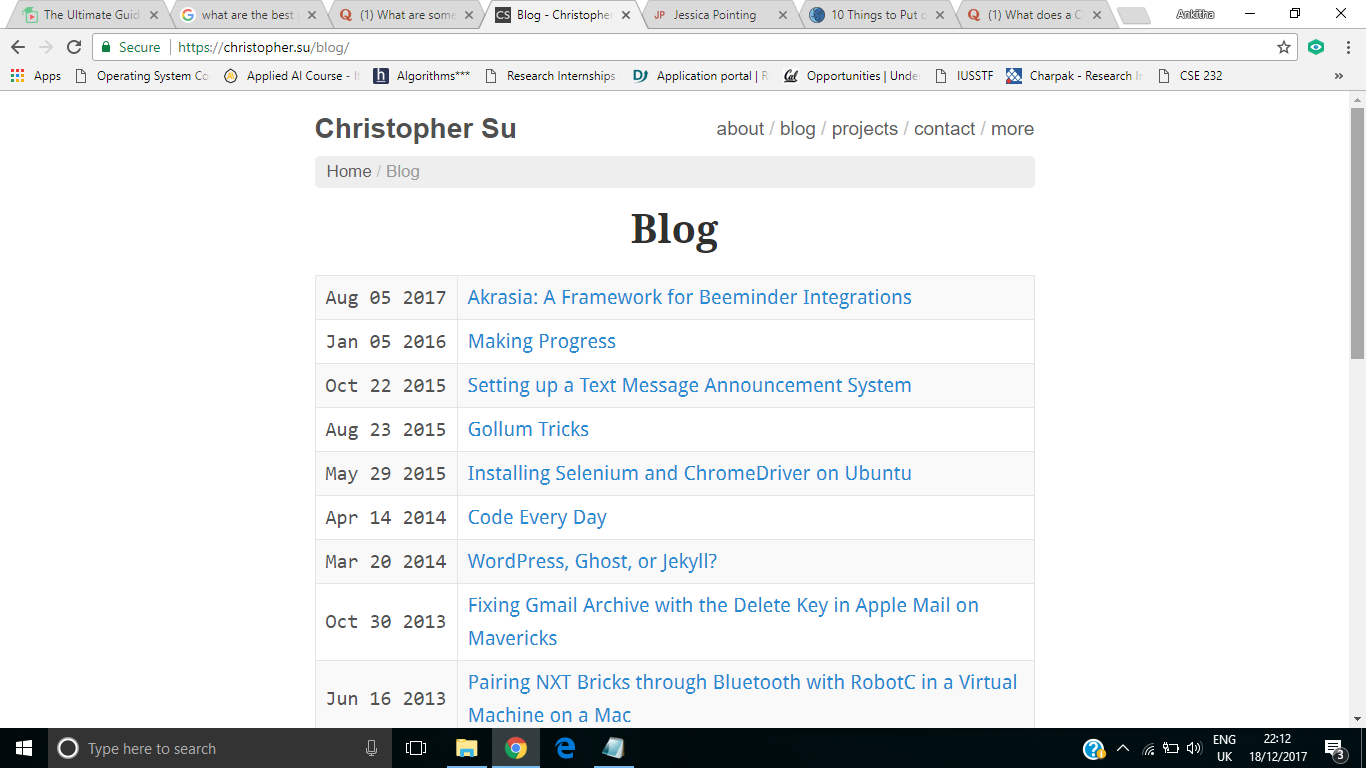 The Ultimate Guid
what are the best
(1) What are some
Blog - Christopher
Jessica Pointing
10 Things to Put o
(1) What does a C
Ankitha
Secure https://christopher.su/blog/
Apps
Operating System Co
Applied AI Course - I
Algorithms***
Research Internships
Application portal | R
Opportunities | Unde
IUSSTF
Charpak - Research In
CSE 232
»
Christopher Su
about / blog / projects / contact / more
Home / Blog
Blog
Aug 05 2017 Akrasia: A Framework for Beeminder Integrations
Jan 05 2016 Making Progress
Oct 22 2015 Setting up a Text Message Announcement System
Aug 23 2015 Gollum Tricks
May 29 2015 Installing Selenium and ChromeDriver on Ubuntu
Apr 14 2014 Code Every Day
Mar 20 2014 WordPress, Ghost, or Jekyll?
Oct 30 2013 Fixing Gmail Archive with the Delete Key in Apple Mail on
Mavericks
Jun 16 2013 Pairing NXT Bricks through Bluetooth with RobotC in a Virtual
Machine on a Mac
Type here to search
ENG
UK
22:12
18/12/2017
3